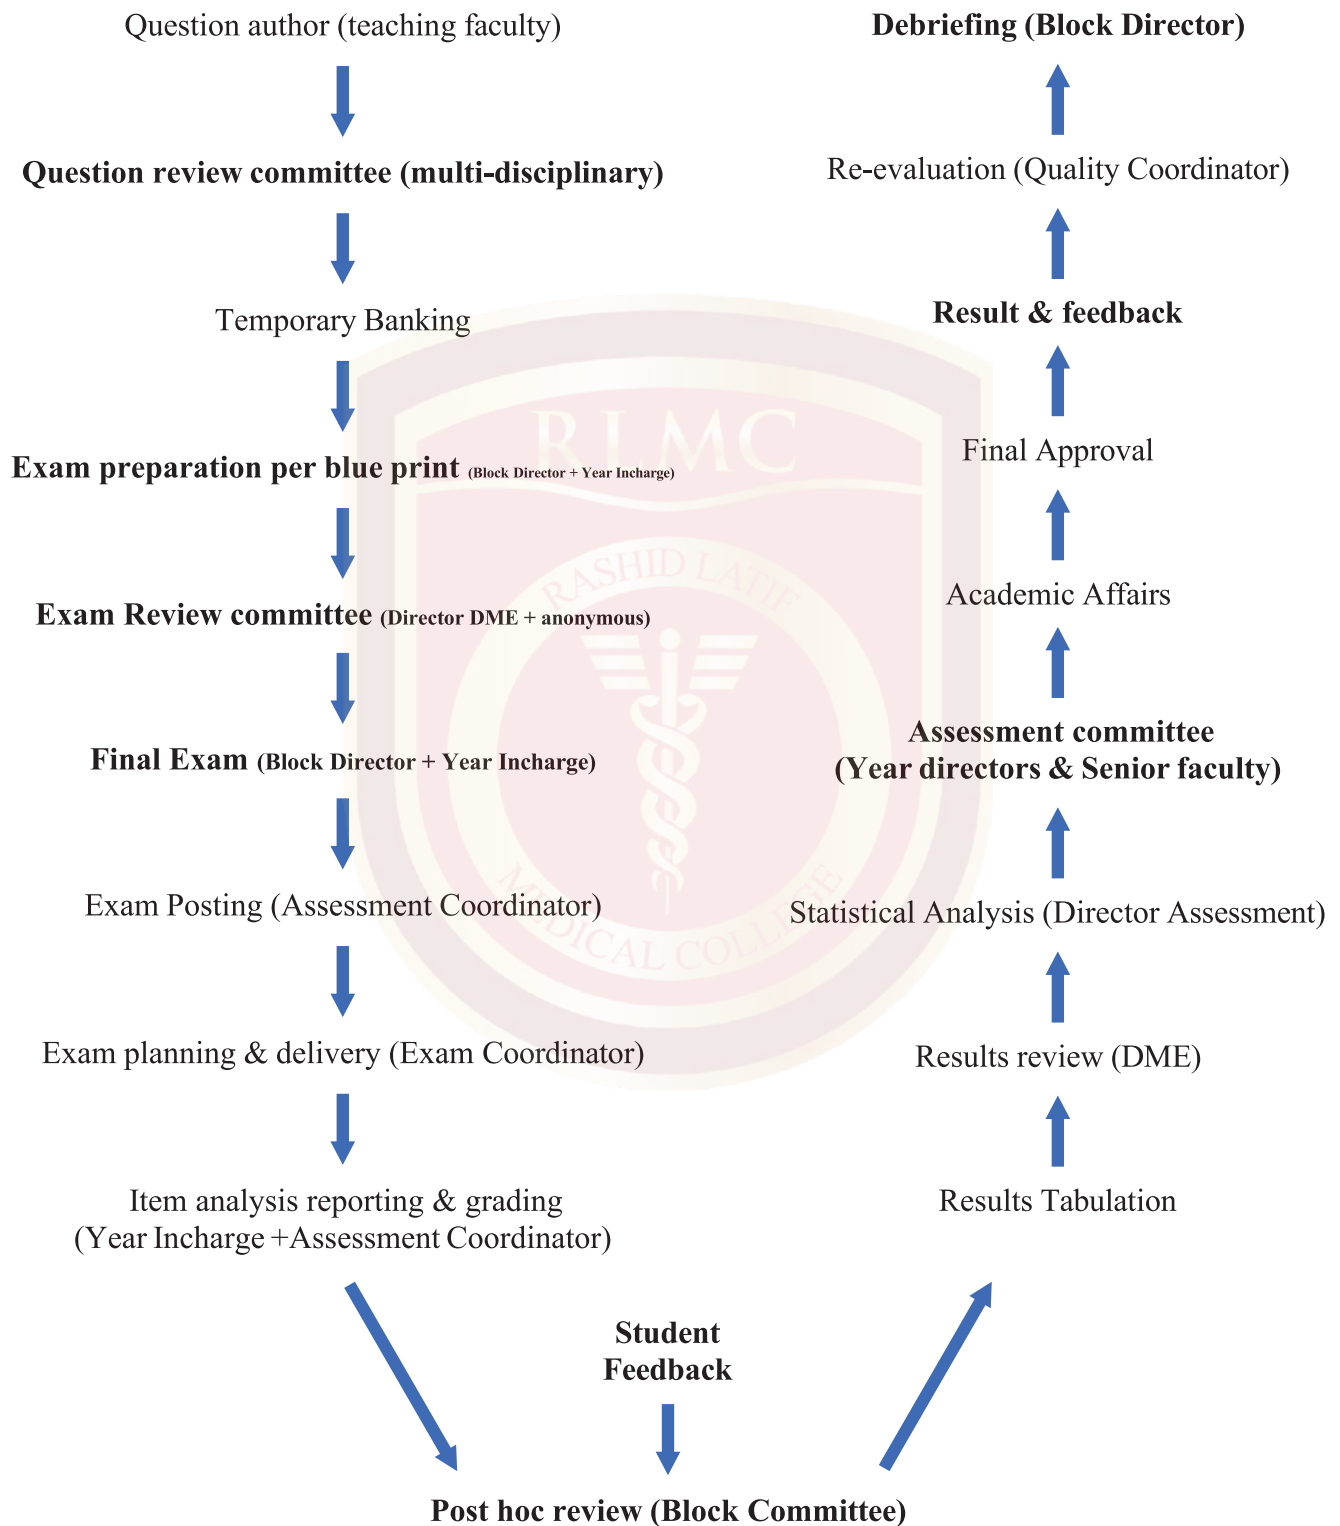 Question author (teaching faculty)
Question review committee (multi-disciplinary)
Temporary Banking
Exam preparation per blue print (Block Director + Year Incharge)
Exam Review committee (Director DME + anonymous)
Final Exam (Block Director + Year Incharge)
Exam Posting (Assessment Coordinator)
Exam planning & delivery (Exam Coordinator)
Item analysis reporting & grading
(Year Incharge +Assessment Coordinator)
Student
Feedback
Post hoc review (Block Committee)
Results Tabulation
Results review (DME)
Statistical Analysis (Director Assessment)
Assessment committee
(Year directors & Senior faculty)
Academic Affairs
Final Approval
Result & feedback
Re-evaluation (Quality Coordinator)
Debriefing (Block Director)
RLMC
RASHID LATIF
MEDICAL COLLEGE